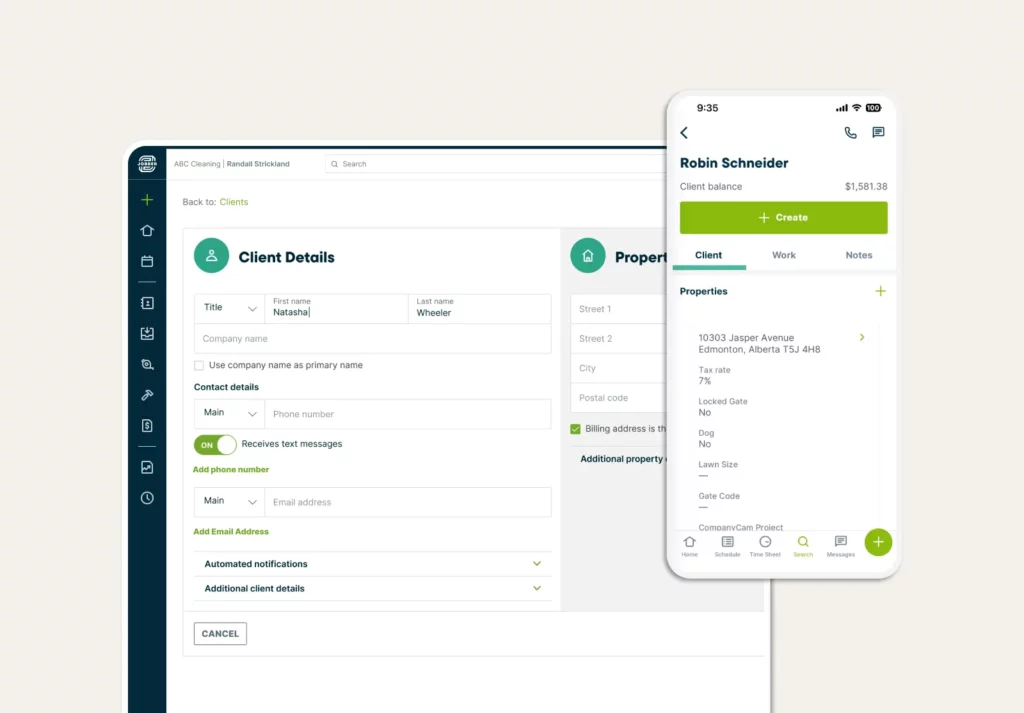 JOBBER
ABC Cleaning | Randall Strickland
Search
Back to: Clients
Client Details
Title
First name
Natasha
Last name
Wheeler
Company name
Use company name as primary name
Contact details
Main
Phone number
ON
Receives text messages
Add phone number
Main
Email address
Add Email Address
Automated notifications
Additional client details
CANCEL
Propert
Street 1
Street 2
City
Postal code
Billing address is th
Additional property
9:35
100
Robin Schneider
Client balance $1,581.38
+ Create
Client Work Notes
Properties
10303 Jasper Avenue
Edmonton, Alberta T5J 4H8
Tax rate
7%
Locked Gate
No
Dog
No
Lawn Size
—
Gate Code
—
CompanyCam Project
Home Schedule Time Sheet Search Messages